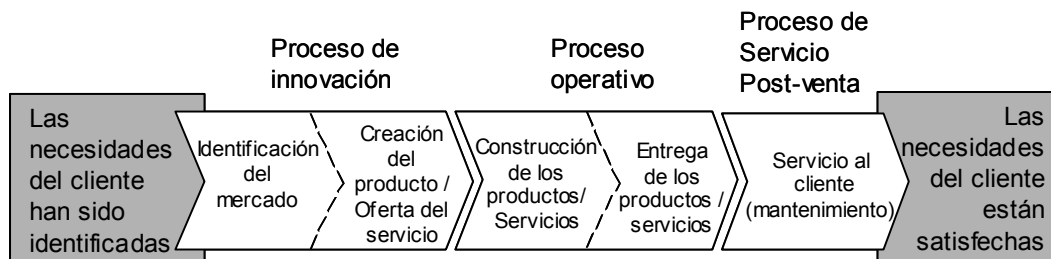 Proceso de
innovación
Proceso
operativo
Proceso de
Servicio
Post-venta
Las
necesidades
del cliente
han sido
identificadas
Identificación
del
mercado
Creación
del
producto /
Oferta del
servicio
Construcción
de los
productos/
Servicios
Entrega
de los
productos /
servicios
Servicio al
cliente
(mantenimiento)
Las
necesidades
del cliente
están
satisfechas